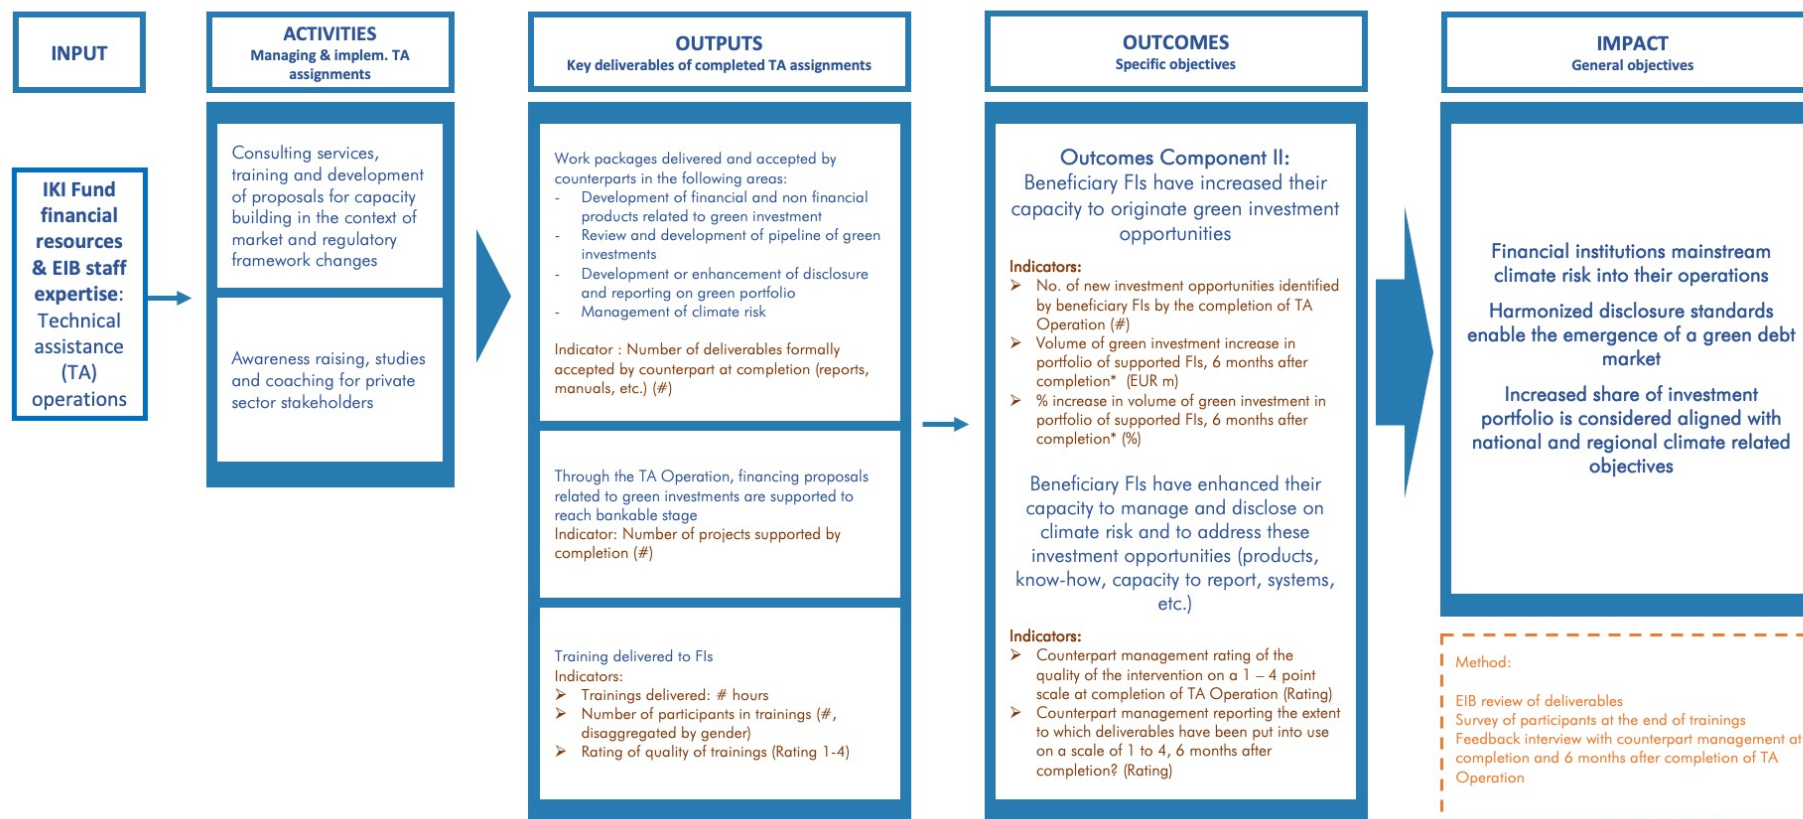 INPUT
ACTIVITIES
Managing & implem. TA
assignments
OUTPUTS
Key deliverables of completed TA assignments
OUTCOMES
Specific objectives
IMPACT
General objectives
IKI Fund
financial
resources
& EIB staff
expertise:
Technical
assistance
(TA)
operations
Consulting services,
training and development
of proposals for capacity
building in the context of
market and regulatory
framework changes
Awareness raising, studies
and coaching for private
sector stakeholders
Work packages delivered and accepted by
counterparts in the following areas:
- Development of financial and non financial
products related to green investment
- Review and development of pipeline of green
investments
- Development or enhancement of disclosure
and reporting on green portfolio
- Management of climate risk
Indicator : Number of deliverables formally
accepted by counterpart at completion (reports,
manuals, etc.) (#)
Through the TA Operation, financing proposals
related to green investments are supported to
reach bankable stage
Indicator: Number of projects supported by
completion (#)
Training delivered to FIs
Indicators:
➢ Trainings delivered: # hours
➢ Number of participants in trainings (#,
disaggregated by gender)
➢ Rating of quality of trainings (Rating 1-4)
Outcomes Component II:
Beneficiary FIs have increased their
capacity to originate green investment
opportunities
Indicators:
➢ No. of new investment opportunities identified
by beneficiary FIs by the completion of TA
Operation (#)
➢ Volume of green investment increase in
portfolio of supported FIs, 6 months after
completion* (EUR m)
➢ % increase in volume of green investment in
portfolio of supported FIs, 6 months after
completion* (%)
Beneficiary FIs have enhanced their
capacity to manage and disclose on
climate risk and to address these
investment opportunities (products,
know-how, capacity to report, systems,
etc.)
Indicators:
➢ Counterpart management rating of the
quality of the intervention on a 1 – 4 point
scale at completion of TA Operation (Rating)
➢ Counterpart management reporting the extent
to which deliverables have been put into use
on a scale of 1 to 4, 6 months after
completion? (Rating)
Financial institutions mainstream
climate risk into their operations
Harmonized disclosure standards
enable the emergence of a green debt
market
Increased share of investment
portfolio is considered aligned with
national and regional climate related
objectives
Method:
EIB review of deliverables
Survey of participants at the end of trainings
Feedback interview with counterpart management at
completion and 6 months after completion of TA
Operation